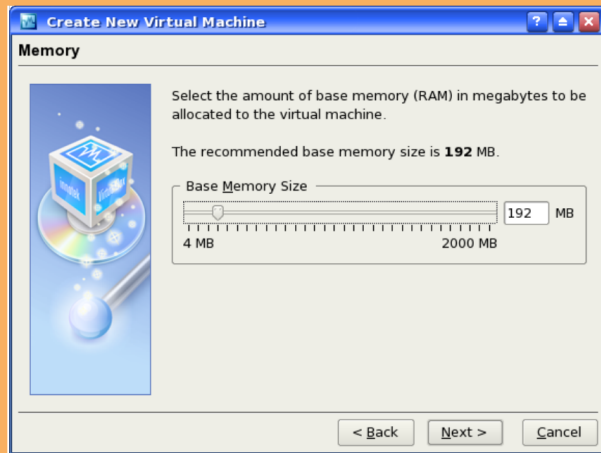 Create New Virtual Machine
Memory
Select the amount of base memory (RAM) in megabytes to be
allocated to the virtual machine.
The recommended base memory size is 192 MB.
Base Memory Size
192 MB
4 MB 2000 MB
innotek
< Back Next > Cancel